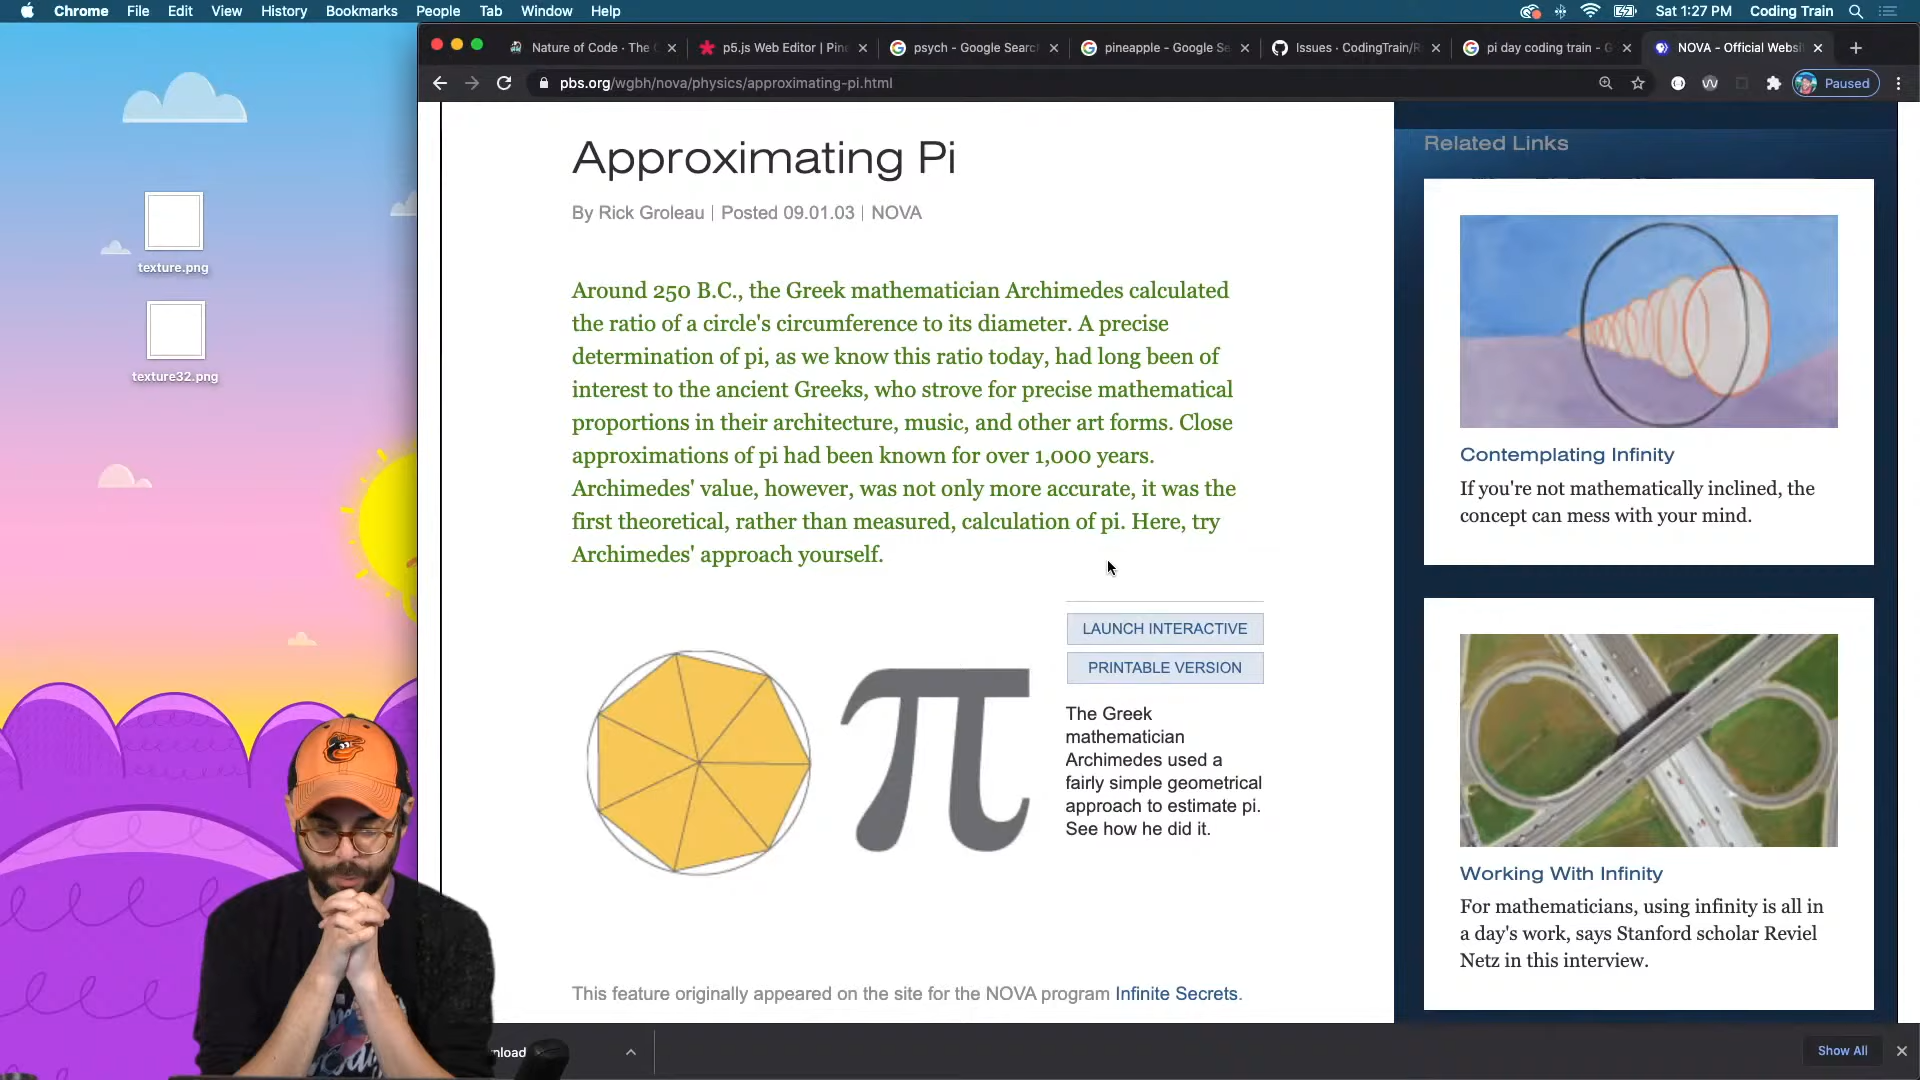 Chrome File Edit View History Bookmarks People Tab Window Help
Sat 1:27 PM Coding Train
Nature of Code · The
p5.js Web Editor | Pine
psych - Google Searc
pineapple - Google Se
Issues · CodingTrain/R
pi day coding train - G
NOVA - Official Websi
pbs.org/wgbh/nova/physics/approximating-pi.html
Paused
texture.png
texture32.png
Approximating Pi
By Rick Groleau | Posted 09.01.03 | NOVA
Around 250 B.C., the Greek mathematician Archimedes calculated
the ratio of a circle's circumference to its diameter. A precise
determination of pi, as we know this ratio today, had long been of
interest to the ancient Greeks, who strove for precise mathematical
proportions in their architecture, music, and other art forms. Close
approximations of pi had been known for over 1,000 years.
Archimedes' value, however, was not only more accurate, it was the
first theoretical, rather than measured, calculation of pi. Here, try
Archimedes' approach yourself.
π
LAUNCH INTERACTIVE
PRINTABLE VERSION
The Greek
mathematician
Archimedes used a
fairly simple geometrical
approach to estimate pi.
See how he did it.
This feature originally appeared on the site for the NOVA program Infinite Secrets.
Related Links
Contemplating Infinity
If you're not mathematically inclined, the
concept can mess with your mind.
Working With Infinity
For mathematicians, using infinity is all in
a day's work, says Stanford scholar Reviel
Netz in this interview.
nload
Show All